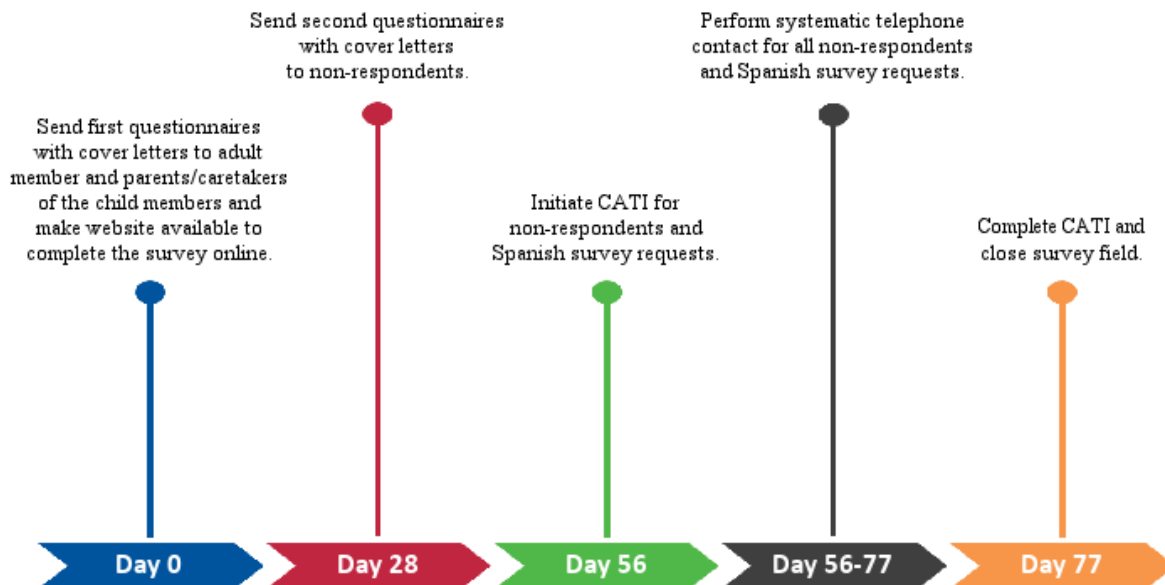 Send first questionnaires
with cover letters to adult
member and parents/caretakers
of the child members and
make website available to
complete the survey online.
Send second questionnaires
with cover letters
to non-respondents.
Initiate CATI for
non-respondents and
Spanish survey requests.
Perform systematic telephone
contact for all non-respondents
and Spanish survey requests.
Complete CATI and
close survey field.
Day 0
Day 28
Day 56
Day 56-77
Day 77